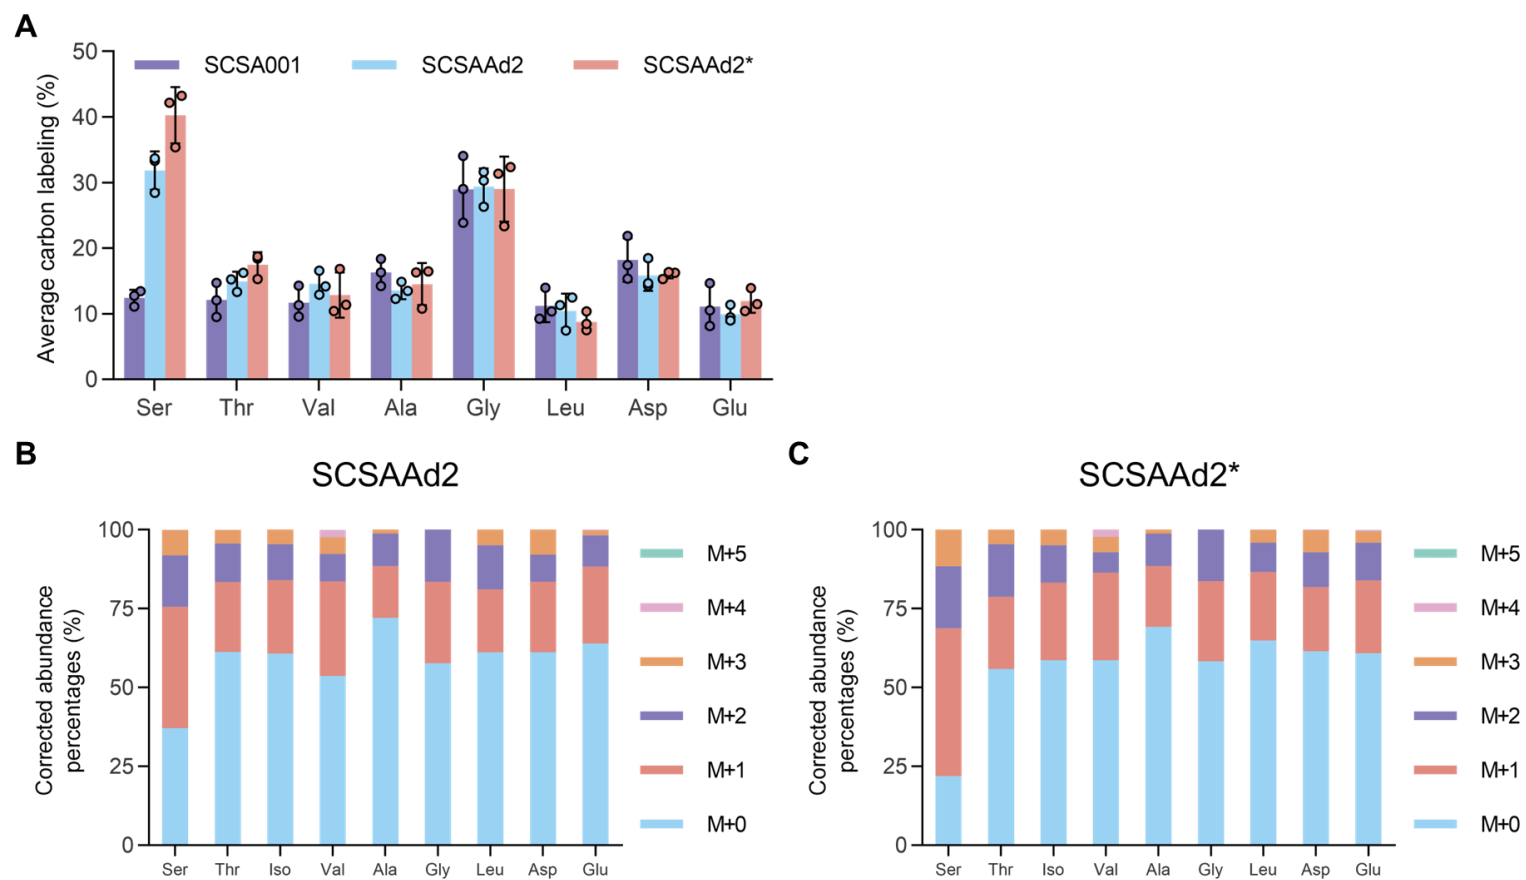 A
50
40
30
20
10
0
Average carbon labeling (%)
SCSA001 SCSAAd2 SCSAAd2*
Ser Thr Val Ala Gly Leu Asp Glu
B
SCSAAd2
100
75
50
25
0
Corrected abundance
percentages (%)
M+5
M+4
M+3
M+2
M+1
M+0
Ser Thr Iso Val Ala Gly Leu Asp Glu
C
SCSAAd2*
100
75
50
25
0
Corrected abundance
percentages (%)
M+5
M+4
M+3
M+2
M+1
M+0
Ser Thr Iso Val Ala Gly Leu Asp Glu